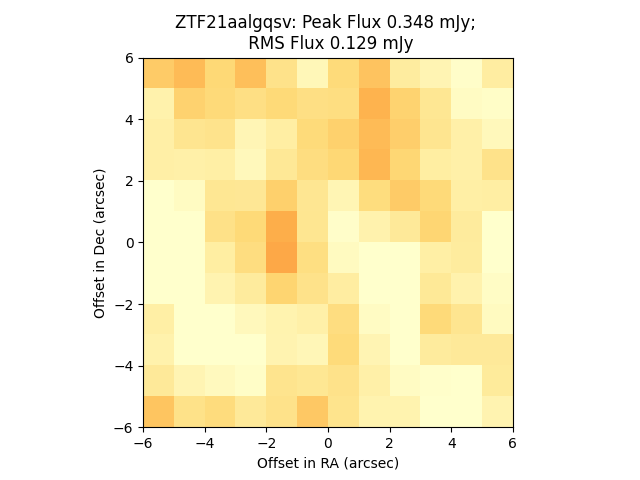 ZTF21aalgqsv: Peak Flux 0.348 mJy;
RMS Flux 0.129 mJy
6
4
2
0
−2
−4
−6
Offset in Dec (arcsec)
−6 −4 −2 0 2 4 6
Offset in RA (arcsec)